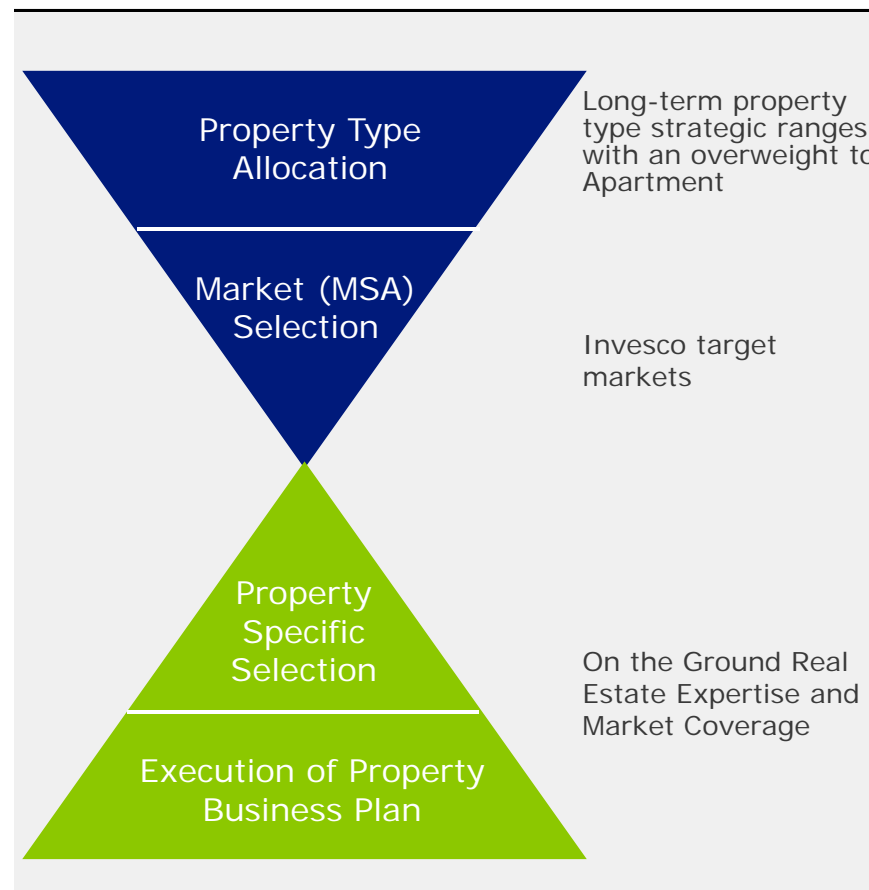 Property Type
Allocation
Long-term property
type strategic ranges
with an overweight to
Apartment
Market (MSA)
Selection
Invesco target
markets
Property
Specific
Selection
On the Ground Real
Estate Expertise and
Market Coverage
Execution of Property
Business Plan